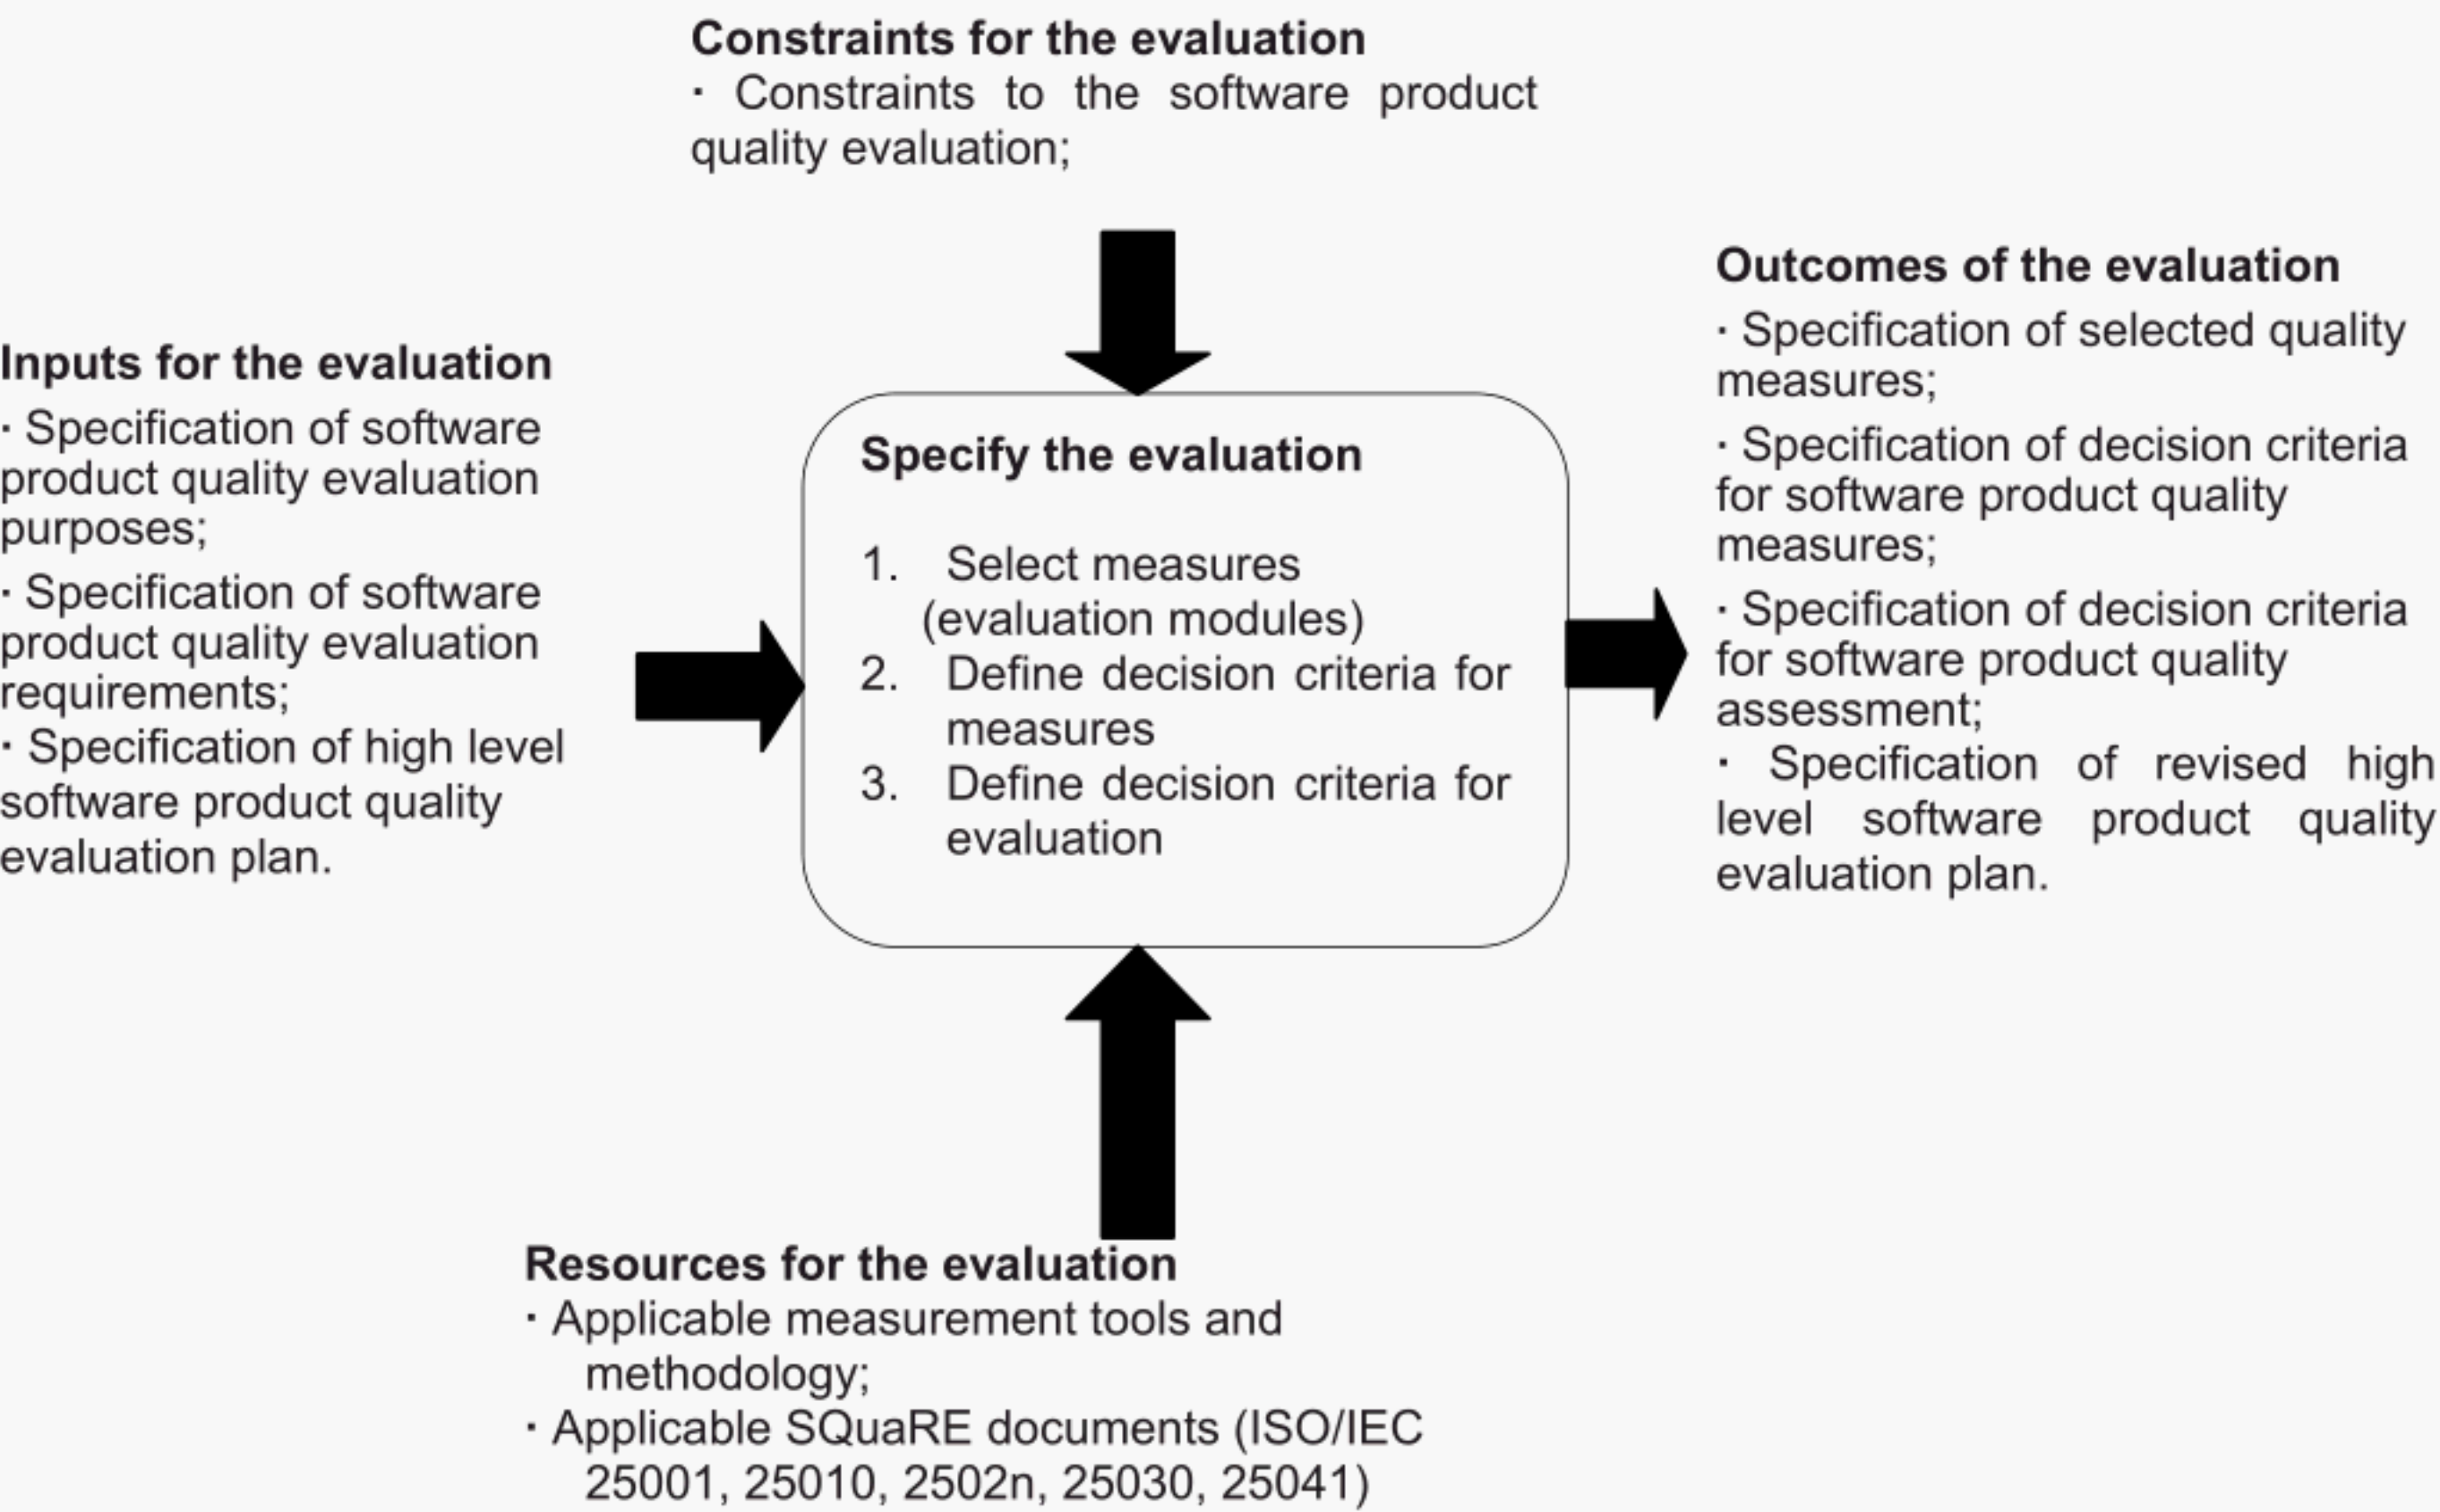 Constraints for the evaluation
· Constraints to the software product
quality evaluation;
Inputs for the evaluation
· Specification of software
product quality evaluation
purposes;
· Specification of software
product quality evaluation
requirements;
· Specification of high level
software product quality
evaluation plan.
Specify the evaluation
1. Select measures
(evaluation modules)
2. Define decision criteria for
measures
3. Define decision criteria for
evaluation
Outcomes of the evaluation
· Specification of selected quality
measures;
· Specification of decision criteria
for software product quality
measures;
· Specification of decision criteria
for software product quality
assessment;
· Specification of revised high
level software product quality
evaluation plan.
Resources for the evaluation
· Applicable measurement tools and
methodology;
· Applicable SQuaRE documents (ISO/IEC
25001, 25010, 2502n, 25030, 25041)